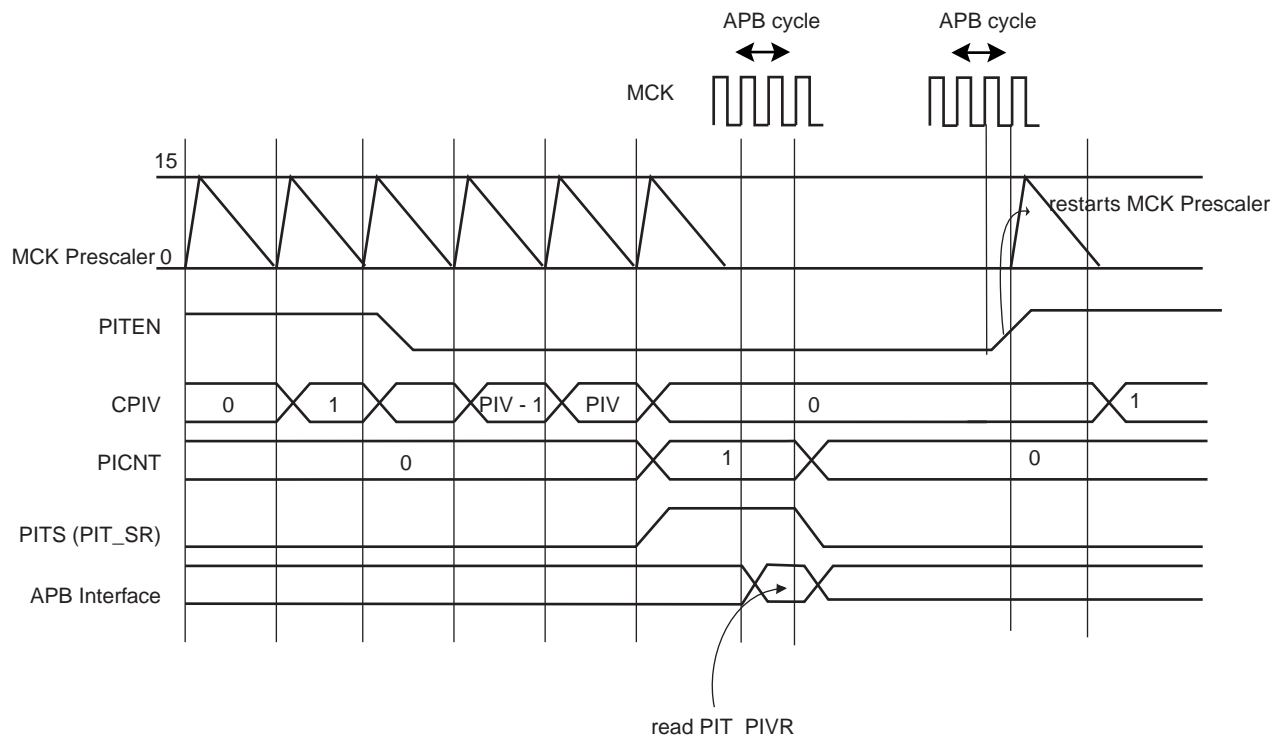 APB cycle
APB cycle
MCK
15
restarts MCK Prescaler
MCK Prescaler 0
PITEN
CPIV
0
1
PIV - 1
PIV
0
1
PICNT
0
1
0
PITS (PIT_SR)
APB Interface
read PIT_PIVR